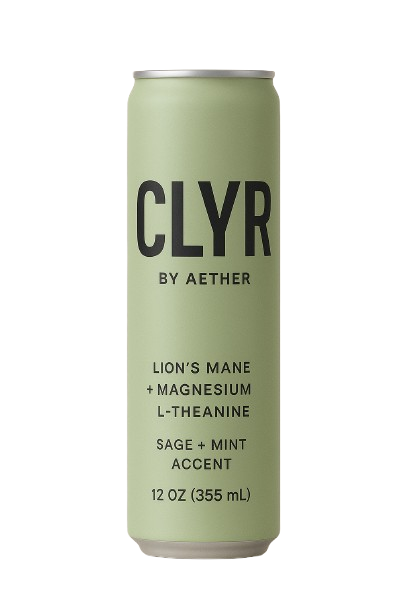 CLYR
BY AETHER
LION'S MANE
+ MAGNESIUM
L-THEANINE
SAGE + MINT
ACCENT
12 OZ (355 mL)